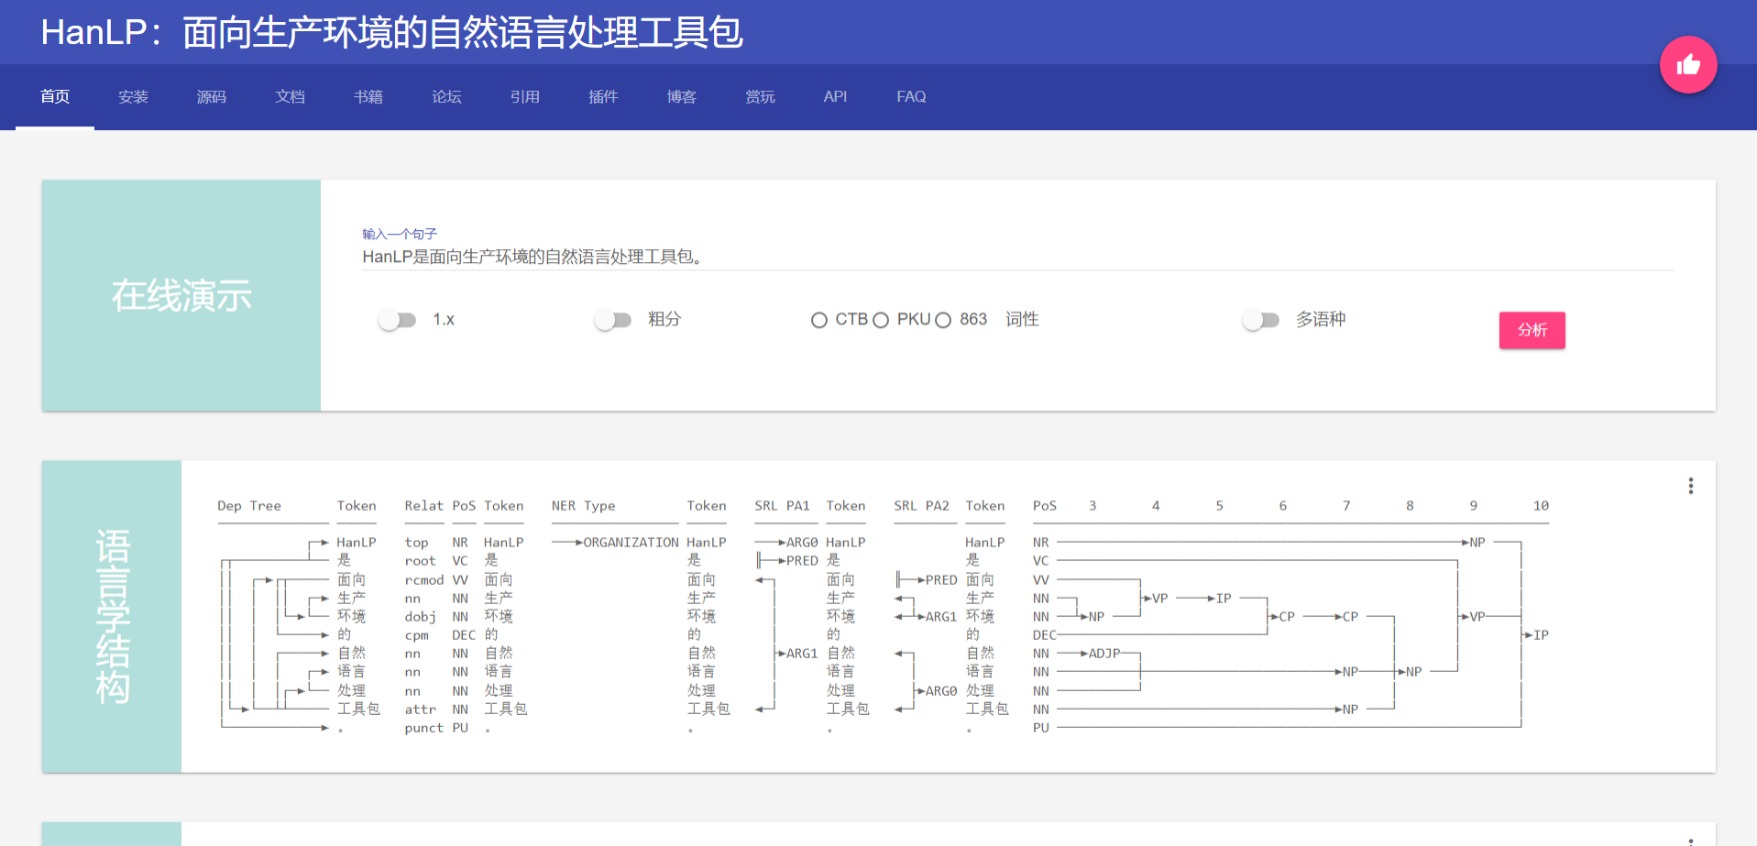 HanLP：面向生产环境的自然语言处理工具包
首页 安装 源码 文档 书籍 论坛 引用 插件 博客 赏玩 API FAQ
在线演示
输入一个句子
HanLP是面向生产环境的自然语言处理工具包。
1.x 粗分 CTB PKU 863 词性 多语种 分析
语言学结构
Dep Tree Token Relat PoS Token NER Type Token SRL PA1 Token SRL PA2 Token PoS 3 4 5 6 7 8 9 10
HanLP top NR HanLP ORGANIZATION HanLP ARG0 HanLP HanLP NR NP
是 root VC 是 是 PRED 是 是 VC
面向 rcmod VV 面向 面向 面向 PRED 面向 VV
生产 nn NN 生产 生产 生产 生产 NN VP IP
环境 dobj NN 环境 环境 环境 ARG1 环境 NN NP CP CP VP
的 cpm DEC 的 的 的 的 DEC IP
自然 nn NN 自然 自然 ARG1 自然 自然 NN ADJP
语言 nn NN 语言 语言 语言 语言 NN NP NP
处理 nn NN 处理 处理 处理 ARG0 处理 NN
工具包 attr NN 工具包 工具包 工具包 工具包 NN NP
。 punct PU 。 。 。 。 PU